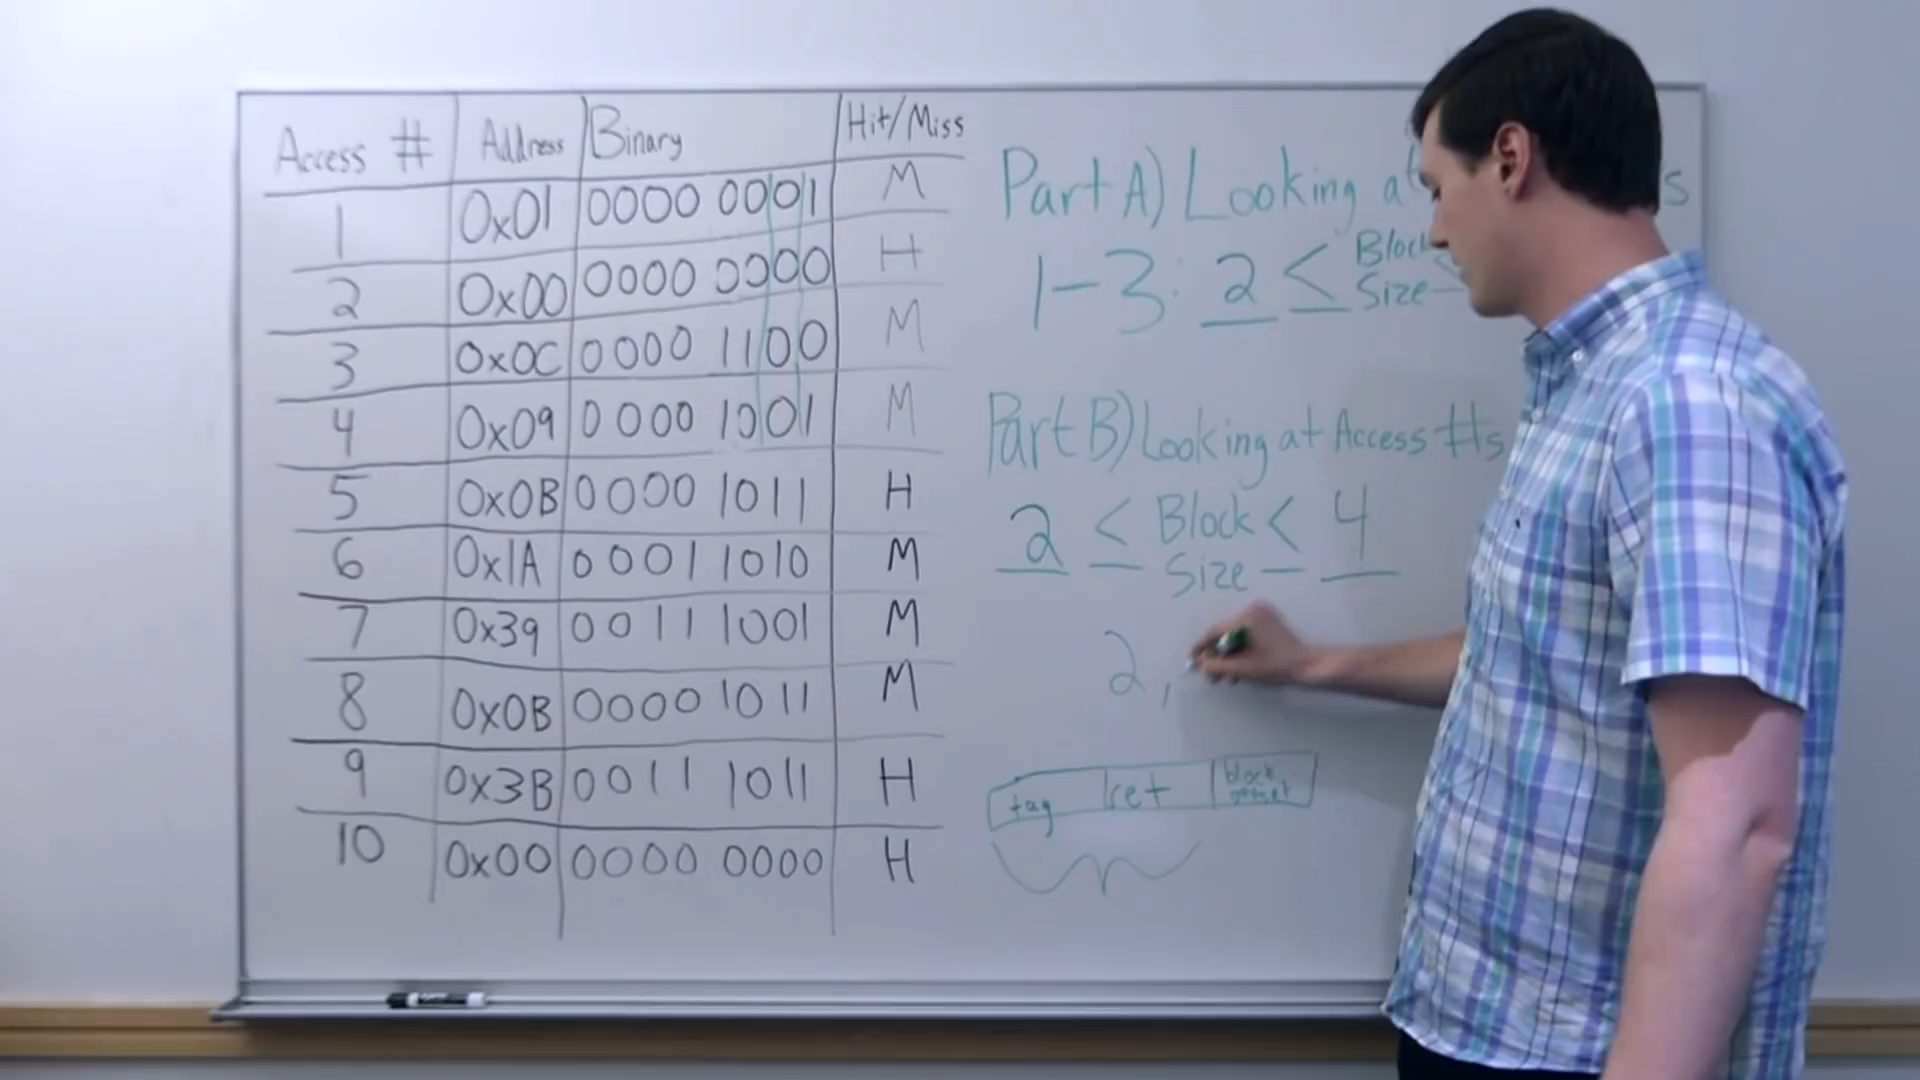 Access # Address Binary Hit/Miss
1 0x01 0000 0001 M
2 0x00 0000 0000 H
3 0x0C 0000 1100 M
4 0x09 0000 1001 M
5 0x0B 0000 1011 H
6 0x1A 0001 1010 M
7 0x39 0011 1001 M
8 0x0B 0000 1011 M
9 0x3B 0011 1011 H
10 0x00 0000 0000 H
Part A) Looking
1-3: 2 ≤ Block
Size
Part B) Looking at Access #s
2 ≤ Block ≤ 4
Size
2,
tag set block
offset